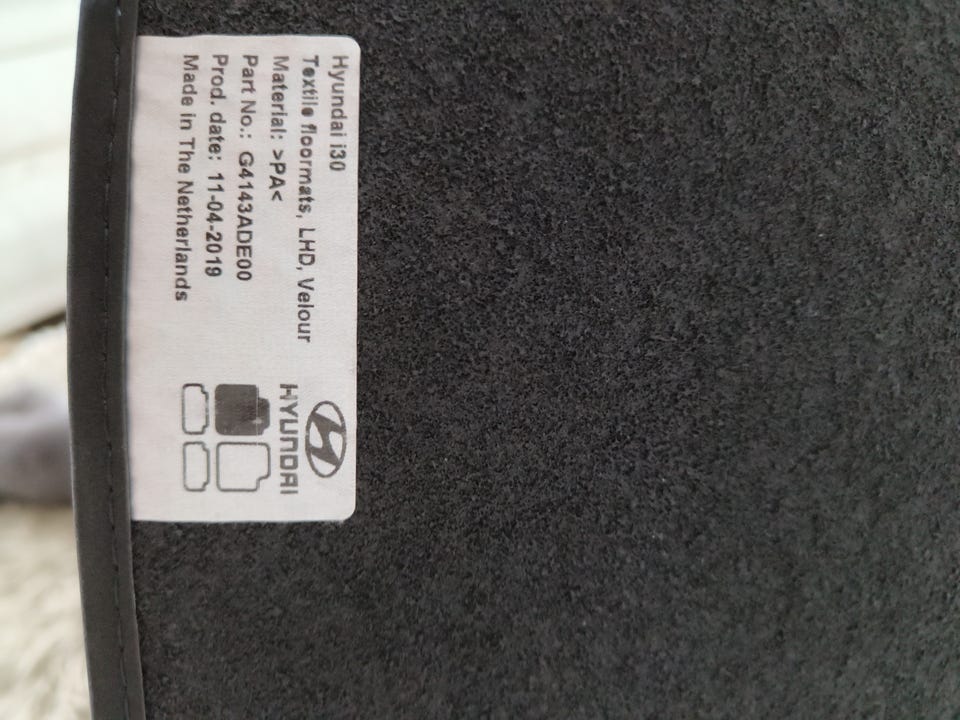 Hyundai i30
Textile floormats, LHD, Velour
Material: >PA<
Part No.: G4143ADE00
Prod. date: 11-04-2019
Made in The Netherlands
HYUNDAI